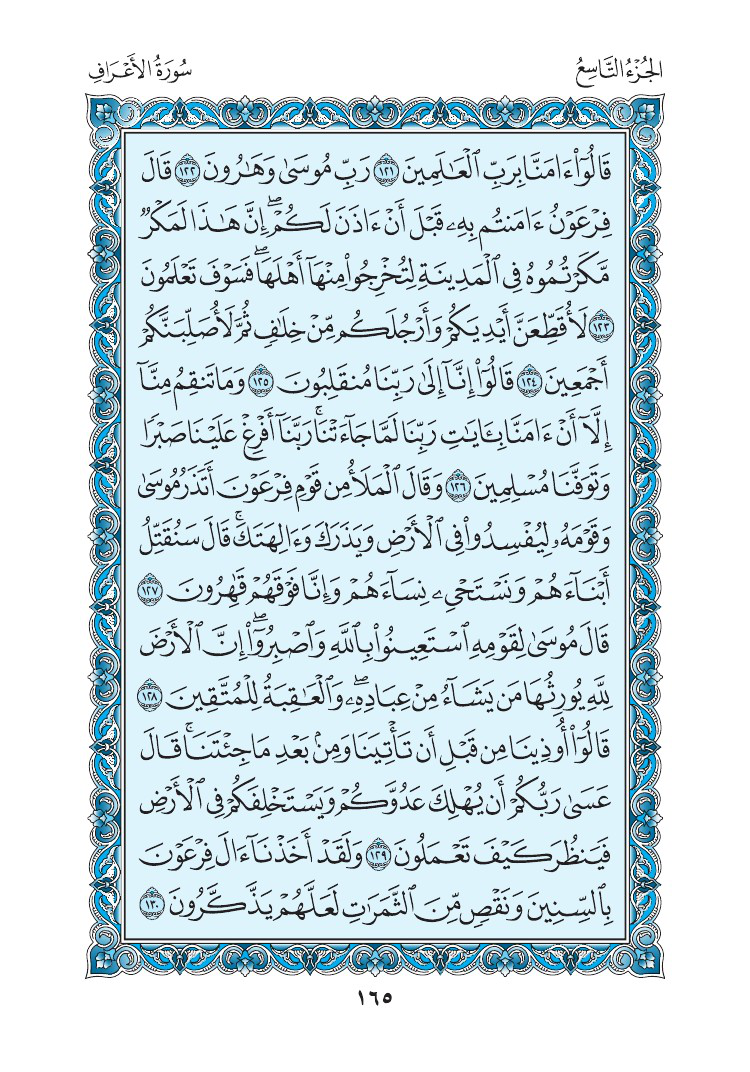 الجُزْءُ التَّاسِعُ
سُورَةُ الأَعْرَافِ
قَالُوٓا۟ ءَامَنَّا بِرَبِّ ٱلْعَـٰلَمِينَ ١٢١ رَبِّ مُوسَىٰ وَهَـٰرُونَ ١٢٢ قَالَ
فِرْعَوْنُ ءَامَنتُم بِهِۦ قَبْلَ أَنْ ءَاذَنَ لَكُمْ ۖ إِنَّ هَـٰذَا لَمَكْرٌ
مَّكَرْتُمُوهُ فِى ٱلْمَدِينَةِ لِتُخْرِجُوا۟ مِنْهَآ أَهْلَهَا ۖ فَسَوْفَ تَعْلَمُونَ
١٢٣ لَأُقَطِّعَنَّ أَيْدِيَكُمْ وَأَرْجُلَكُم مِّنْ خِلَـٰفٍ ثُمَّ لَأُصَلِّبَنَّكُمْ
أَجْمَعِينَ ١٢٤ قَالُوٓا۟ إِنَّآ إِلَىٰ رَبِّنَا مُنقَلِبُونَ ١٢٥ وَمَا تَنقِمُ مِنَّآ
إِلَّآ أَنْ ءَامَنَّا بِـَٔايَـٰتِ رَبِّنَا لَمَّا جَآءَتْنَا ۚ رَبَّنَآ أَفْرِغْ عَلَيْنَا صَبْرًا
وَتَوَفَّنَا مُسْلِمِينَ ١٢٦ وَقَالَ ٱلْمَلَأُ مِن قَوْمِ فِرْعَوْنَ أَتَذَرُ مُوسَىٰ
وَقَوْمَهُۥ لِيُفْسِدُوا۟ فِى ٱلْأَرْضِ وَيَذَرَكَ وَءَالِهَتَكَ ۚ قَالَ سَنُقَتِّلُ
أَبْنَآءَهُمْ وَنَسْتَحْىِۦ نِسَآءَهُمْ وَإِنَّا فَوْقَهُمْ قَـٰهِرُونَ ١٢٧
قَالَ مُوسَىٰ لِقَوْمِهِ ٱسْتَعِينُوا۟ بِٱللَّهِ وَٱصْبِرُوٓا۟ ۖ إِنَّ ٱلْأَرْضَ
لِلَّهِ يُورِثُهَا مَن يَشَآءُ مِنْ عِبَادِهِۦ ۖ وَٱلْعَـٰقِبَةُ لِلْمُتَّقِينَ ١٢٨
قَالُوٓا۟ أُوذِينَا مِن قَبْلِ أَن تَأْتِيَنَا وَمِنۢ بَعْدِ مَا جِئْتَنَا ۚ قَالَ
عَسَىٰ رَبُّكُمْ أَن يُهْلِكَ عَدُوَّكُمْ وَيَسْتَخْلِفَكُمْ فِى ٱلْأَرْضِ
فَيَنظُرَ كَيْفَ تَعْمَلُونَ ١٢٩ وَلَقَدْ أَخَذْنَآ ءَالَ فِرْعَوْنَ
بِٱلسِّنِينَ وَنَقْصٍ مِّنَ ٱلثَّمَرَٰتِ لَعَلَّهُمْ يَذَّكَّرُونَ ١٣٠
١٦٥